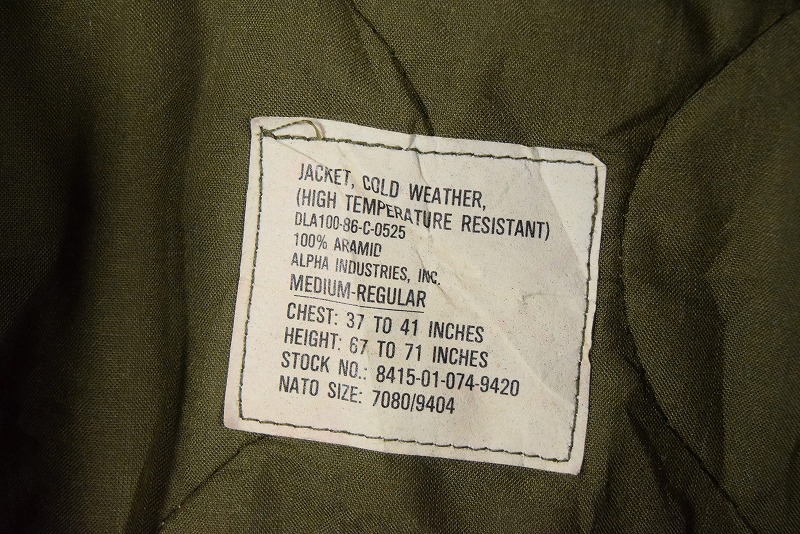 JACKET, COLD WEATHER,
(HIGH TEMPERATURE RESISTANT)
DLA100-86-C-0525
100% ARAMID
ALPHA INDUSTRIES, INC.
MEDIUM-REGULAR
CHEST: 37 TO 41 INCHES
HEIGHT: 67 TO 71 INCHES
STOCK NO.: 8415-01-074-9420
NATO SIZE: 7080/9404